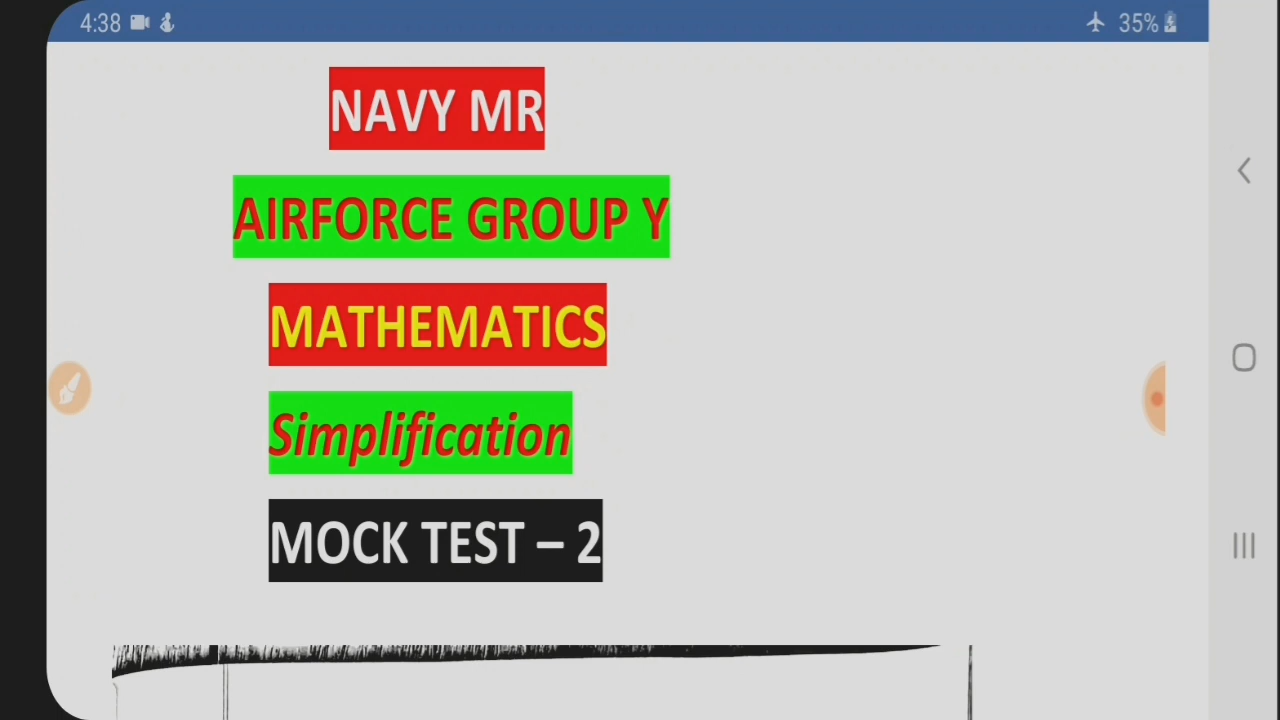 4:38
35%
NAVY MR
AIRFORCE GROUP Y
MATHEMATICS
Simplification
MOCK TEST – 2